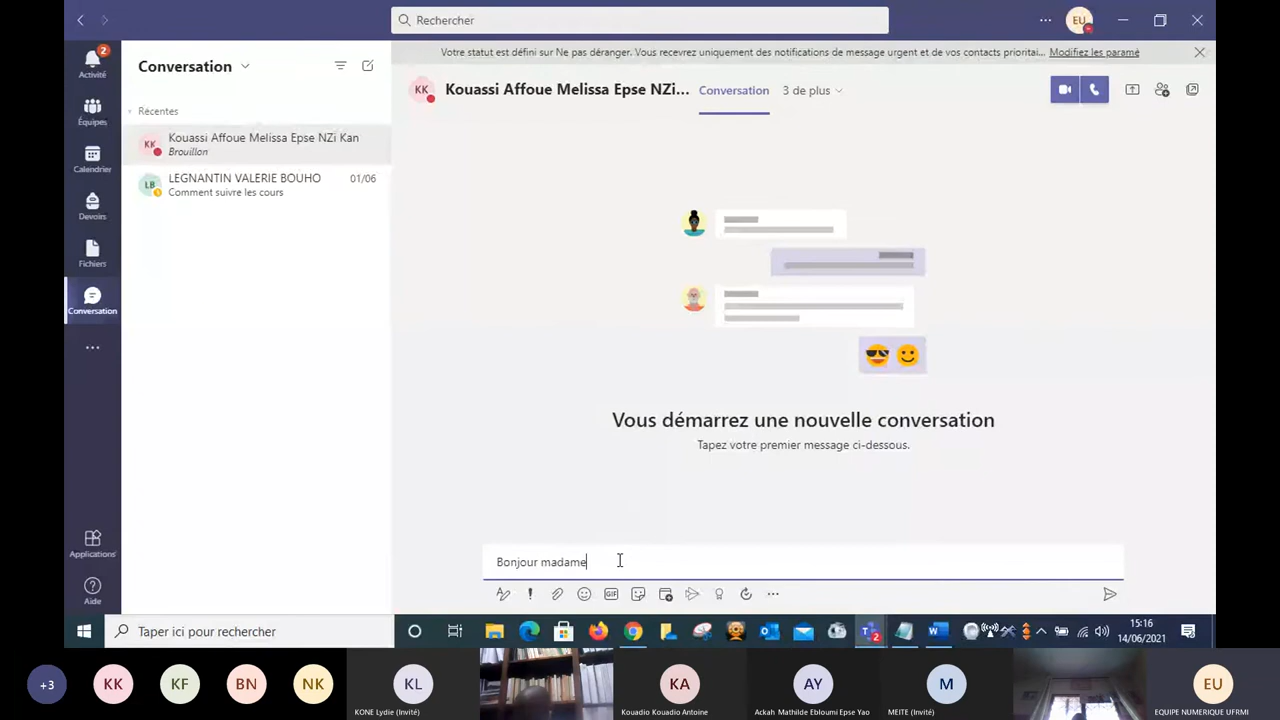 Rechercher
EU
Votre statut est défini sur Ne pas déranger. Vous recevrez uniquement des notifications de message urgent et de vos contacts prioritai... Modifiez les paramé
2
Activité
Équipes
Calendrier
Devoirs
Fichiers
Conversation
Applications
Aide
Conversation
Récentes
KK
Kouassi Affoue Melissa Epse NZi Kan
Brouillon
LB
LEGNANTIN VALERIE BOUHO 01/06
Comment suivre les cours
KK Kouassi Affoue Melissa Epse NZi... Conversation 3 de plus
Vous démarrez une nouvelle conversation
Tapez votre premier message ci-dessous.
Bonjour madame
GIF
Taper ici pour rechercher
15:16
14/06/2021
+3 KK KF BN NK KL KA AY M EU
KONE Lydie (Invité)
Kouadio Kouadio Antoine
Ackah Mathilde Ebloumi Epse Yao
MEITE (Invité)
EQUIPE NUMERIQUE UFRMI